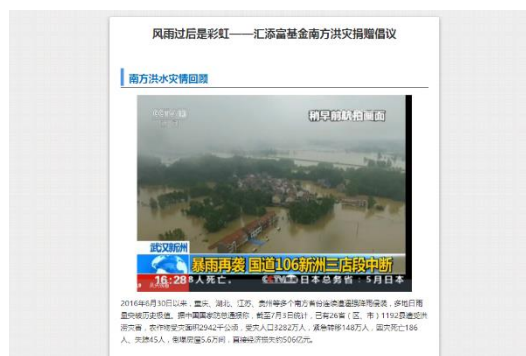 风雨过后是彩虹——汇添富基金南方洪灾捐赠倡议
南方洪水灾情回顾
稍早前航拍画面
武汉新洲
暴雨再袭 国道106新洲三店段中断
16:28 8人死亡. CCTV 日本总务省:5月日本
2016年6月30日以来,重庆、湖北、江苏、贵州等多个南方省份连续遭遇强降雨侵袭,多地日雨
量突破历史极值。据中国国家防总通报称,截至7月3日统计,已有26省(区、市)1192县遭受洪
涝灾害,农作物受灾面积2942千公顷,受灾人口3282万人,紧急转移148万人,因灾死亡186
人、失踪45人,倒塌房屋5.6万间,直接经济损失约506亿元。